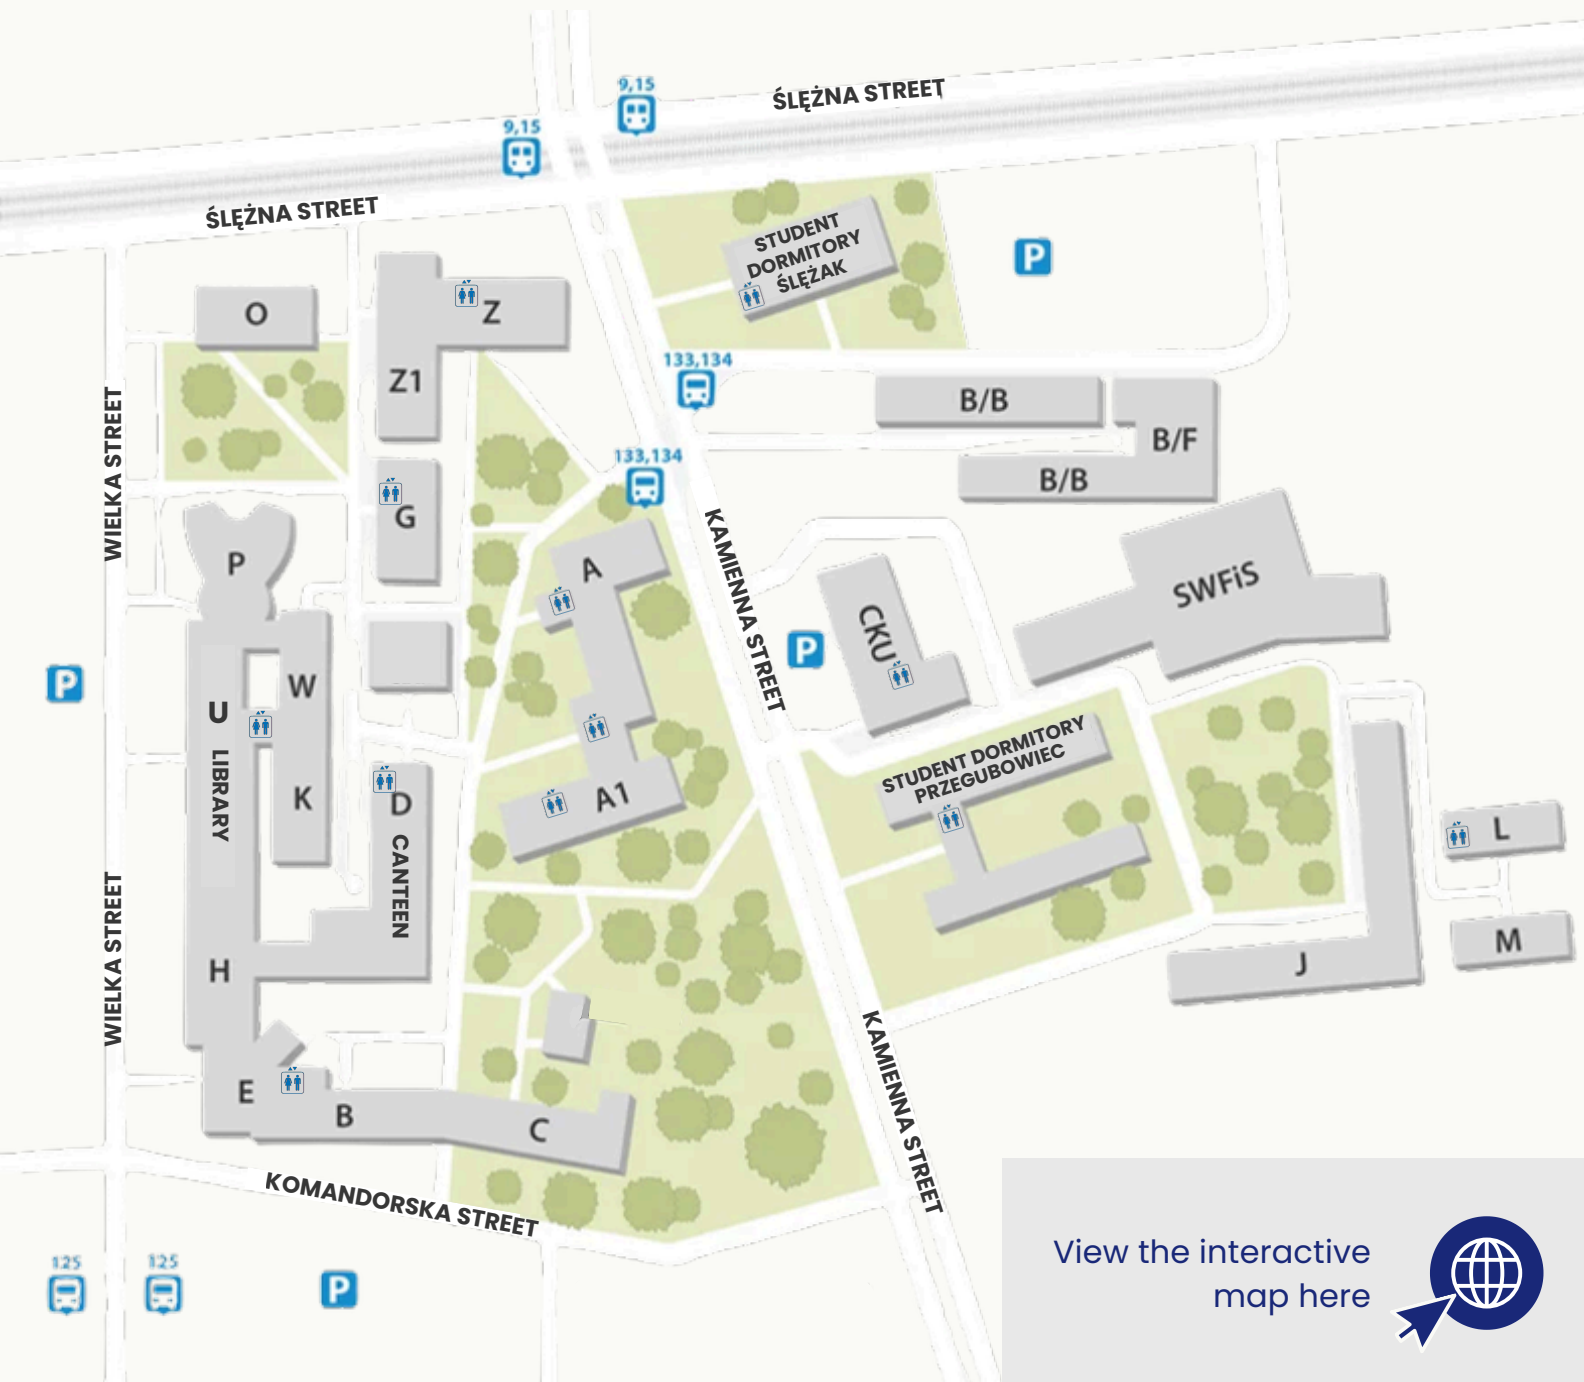 9,15
ŚLĘŻNA STREET
9,15
ŚLĘŻNA STREET
STUDENT
DORMITORY
ŚLĘŻAK
P
O
Z
Z1
133,134
B/B
B/F
B/B
WIELKA STREET
133,134
G
KAMIENNA STREET
P
A
SWFiS
CKU
P
P
W
U
LIBRARY
K
D
CANTEEN
A1
STUDENT DORMITORY
PRZEGUBOWIEC
L
M
J
H
WIELKA STREET
E
B
C
KAMIENNA STREET
KOMANDORSKA STREET
125
125
P
View the interactive
map here